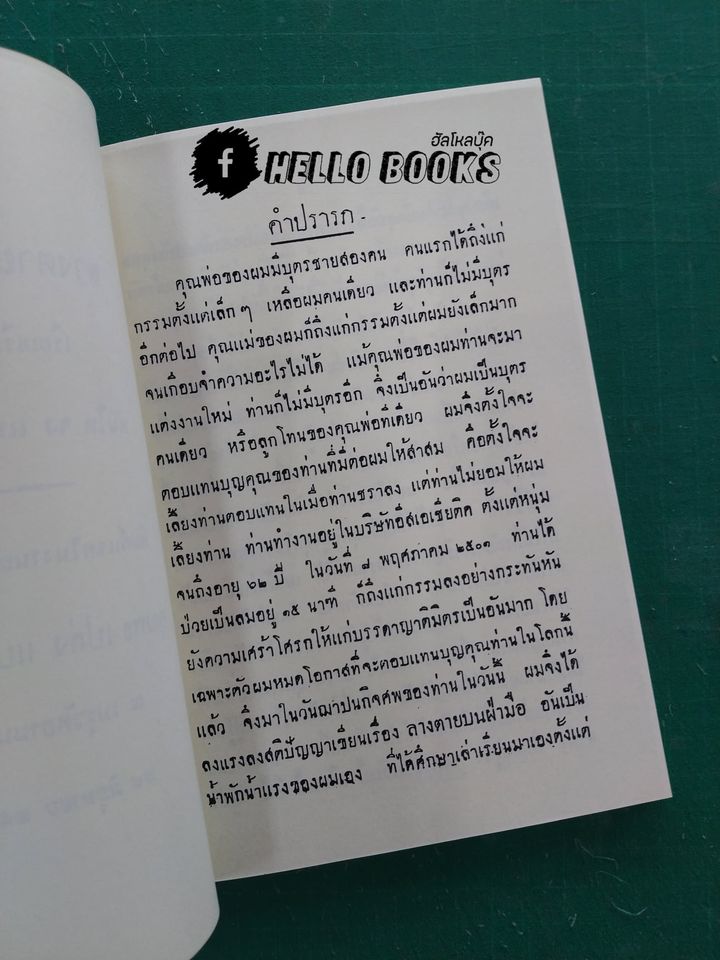 ฮัลโหลบุ๊ค
f HELLO BOOKS
คำปรารภ -
คุณพ่อของผมมีบุตรชายสองคน คนแรกได้ถึงแก่
กรรมตั้งแต่เล็กๆ เหลือผมคนเดียว และท่านก็ไม่มีบุตร
อีกต่อไป คุณแม่ของผมก็ถึงแก่กรรมตั้งแต่ผมยังเล็กมาก
จนเกือบจำความอะไรไม่ได้ แม้คุณพ่อของผมท่านจะมา
แต่งงานใหม่ ท่านก็ไม่มีบุตรอีก จึงเป็นอันว่าผมเป็นบุตร
คนเดียว หรือลูกโทนของคุณพ่อทีเดียว ผมจึงตั้งใจจะ
ตอบแทนบุญคุณของท่านที่มีต่อผมให้สาสม คือตั้งใจจะ
เลี้ยงท่านตอบแทนในเมื่อท่านชราลง แต่ท่านไม่ยอมให้ผม
เลี้ยงท่าน ท่านทำงานอยู่ในบริษัทอีสเอเชียติค ตั้งแต่หนุ่ม
จนถึงอายุ ๖๒ ปี ในวันที่ ๗ พฤศภาคม ๒๕๐๑ ท่านได้
ป่วยเป็นลมอยู่ ๑๕ นาที ก็ถึงแก่กรรมลงอย่างกระทันหัน
ยังความเศร้าโศรกให้แก่บรรดาญาติมิตรเป็นอันมาก โดย
เฉพาะตัวผมหมดโอกาสที่จะตอบแทนบุญคุณท่านในโลกนี้
แล้ว จึงมาในวันฌาปนกิจศพของท่านในวันนี้ ผมจึงได้
ลงแรงลงสติปัญญาเขียนเรื่อง ลางตายบนฝ่ามือ อันเป็น
น้ำพักน้ำแรงของผมเอง ที่ได้ศึกษาเล่าเรียนมาเองตั้งแต่